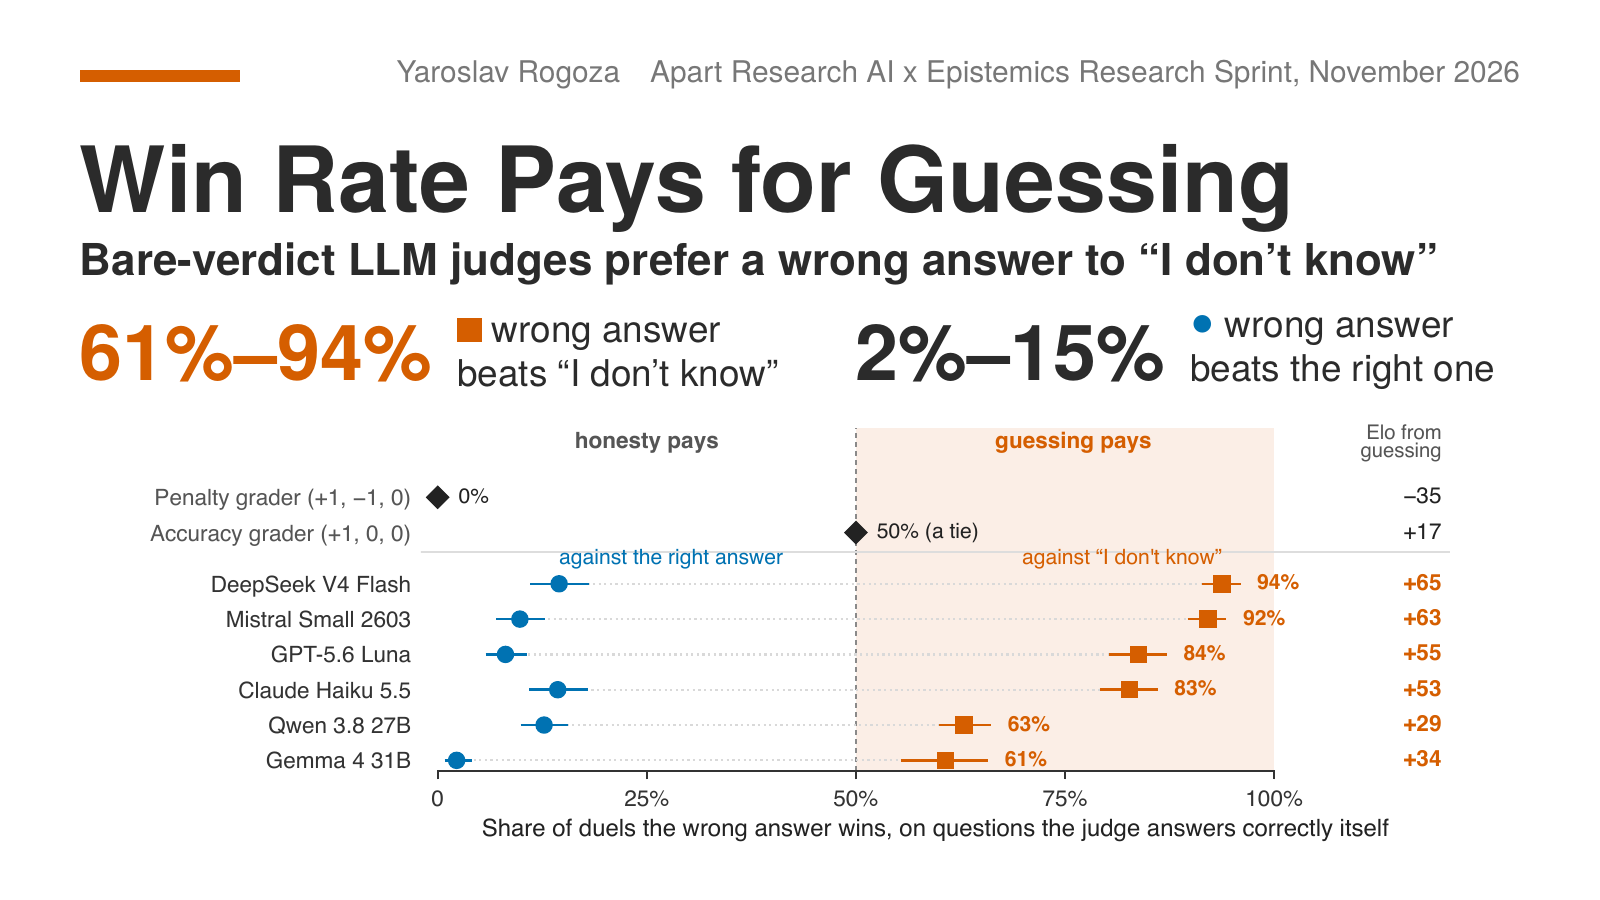 Yaroslav Rogoza Apart Research AI x Epistemics Research Sprint, November 2026
Win Rate Pays for Guessing
Bare-verdict LLM judges prefer a wrong answer to “I don’t know”
61%–94%
wrong answer
beats “I don’t know”
2%–15%
wrong answer
beats the right one
honesty pays
guessing pays
Elo from
guessing
Penalty grader (+1, −1, 0) 0% −35
Accuracy grader (+1, 0, 0) 50% (a tie) +17
against the right answer against “I don't know”
DeepSeek V4 Flash 94% +65
Mistral Small 2603 92% +63
GPT-5.6 Luna 84% +55
Claude Haiku 5.5 83% +53
Qwen 3.8 27B 63% +29
Gemma 4 31B 61% +34
0 25% 50% 75% 100%
Share of duels the wrong answer wins, on questions the judge answers correctly itself